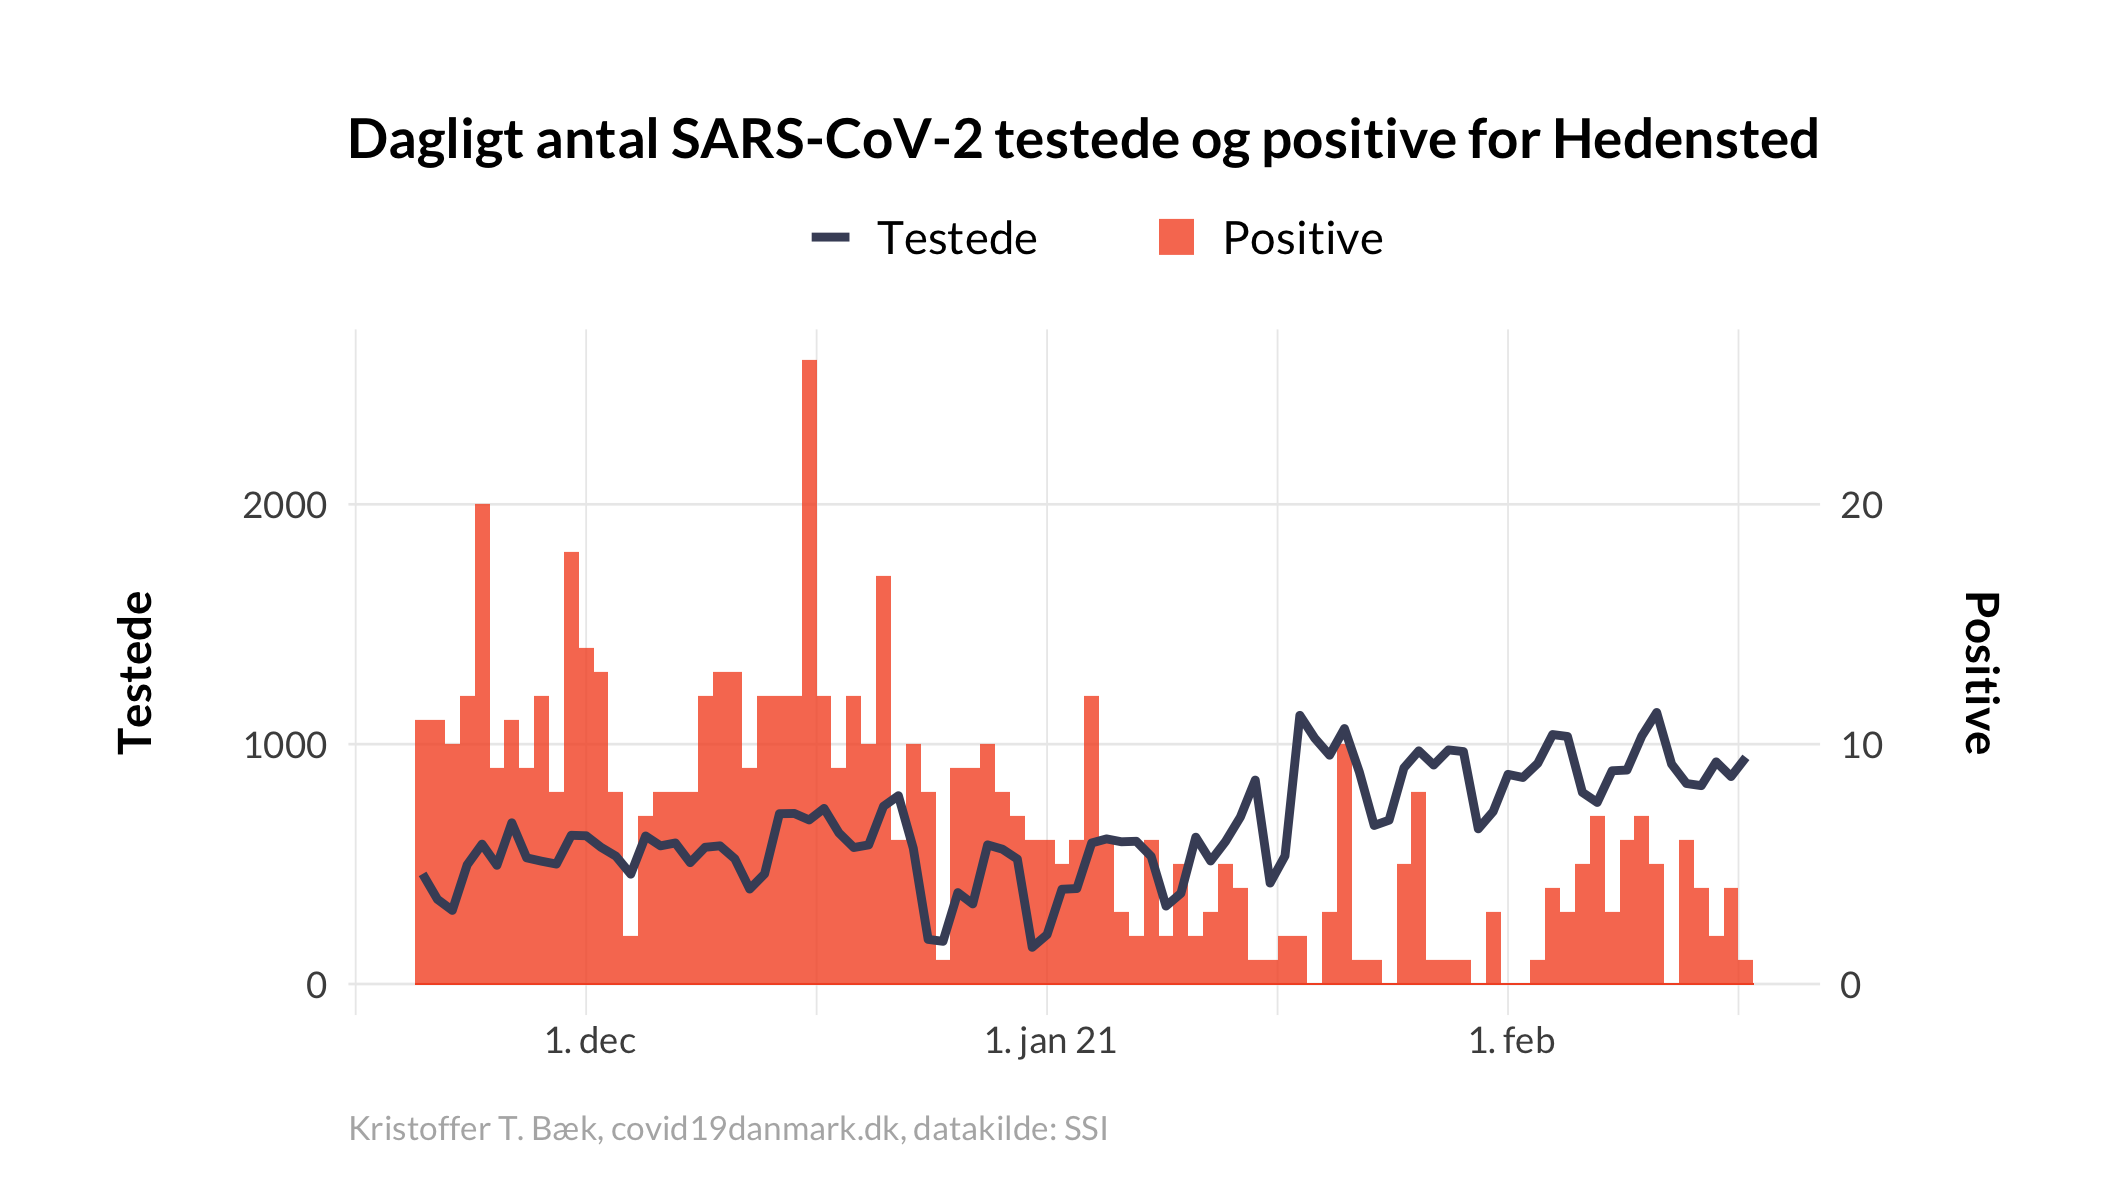 Dagligt antal SARS-CoV-2 testede og positive for Hedensted
Testede
Positive
Testede
2000
1000
0
20
10
0
Positive
1. dec
1. jan 21
1. feb
Kristoffer T. Bæk, covid19danmark.dk, datakilde: SSI